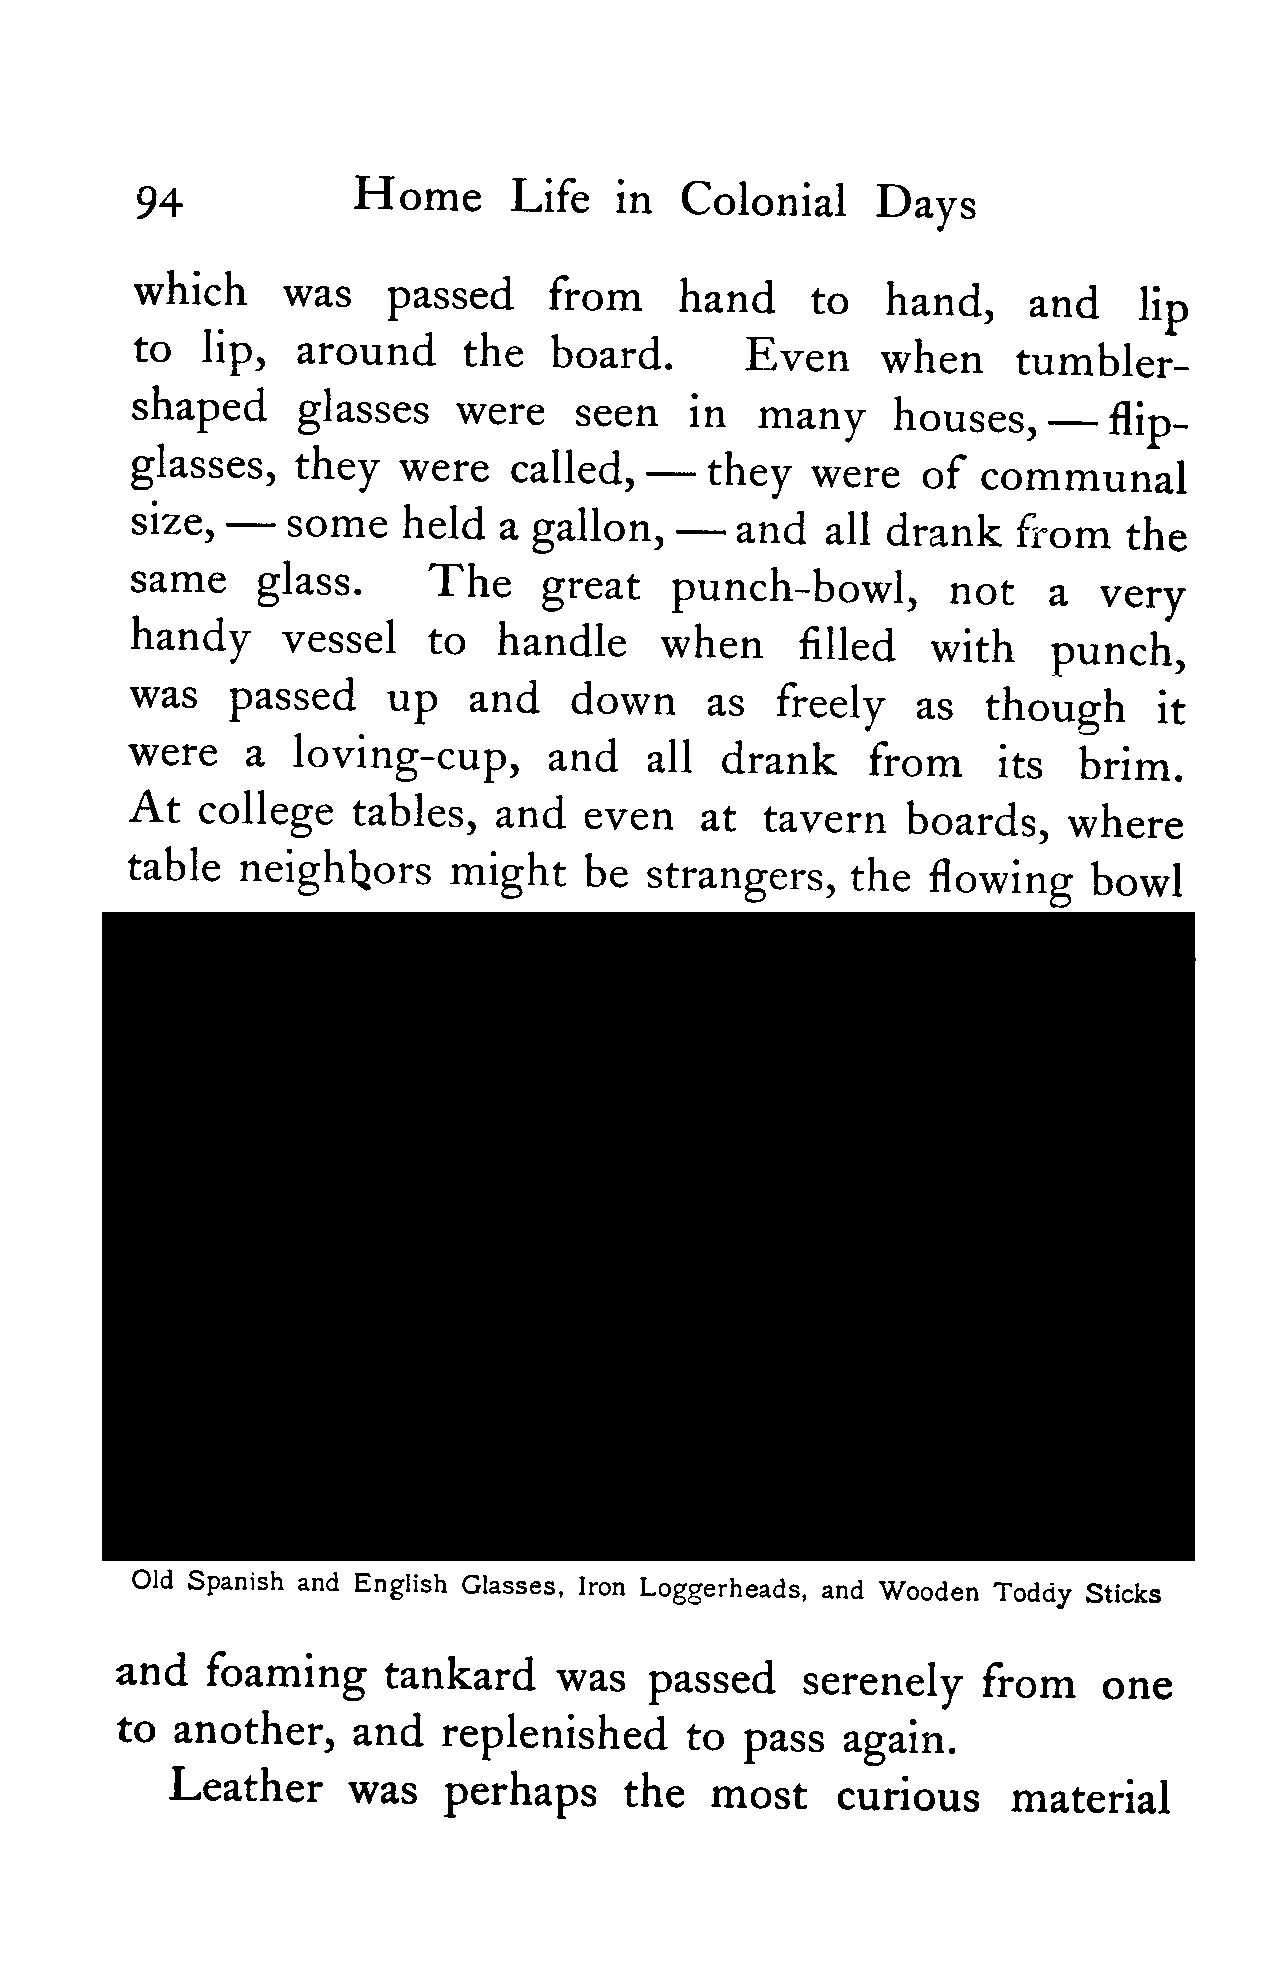 94 Home Life in Colonial Days
which was passed from hand to hand, and lip
to lip, around the board. Even when tumbler-
shaped glasses were seen in many houses, — flip-
glasses, they were called, — they were of communal
size, — some held a gallon, — and all drank from the
same glass. The great punch-bowl, not a very
handy vessel to handle when filled with punch,
was passed up and down as freely as though it
were a loving-cup, and all drank from its brim.
At college tables, and even at tavern boards, where
table neighbors might be strangers, the flowing bowl
Old Spanish and English Glasses, Iron Loggerheads, and Wooden Toddy Sticks
and foaming tankard was passed serenely from one
to another, and replenished to pass again.
Leather was perhaps the most curious material